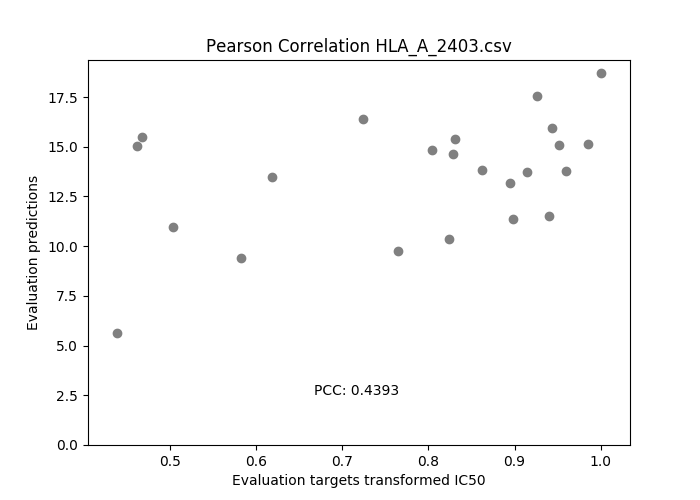 Pearson Correlation HLA_A_2403.csv
17.5
15.0
12.5
10.0
7.5
5.0
2.5
0.0
Evaluation predictions
PCC: 0.4393
0.5 0.6 0.7 0.8 0.9 1.0
Evaluation targets transformed IC50